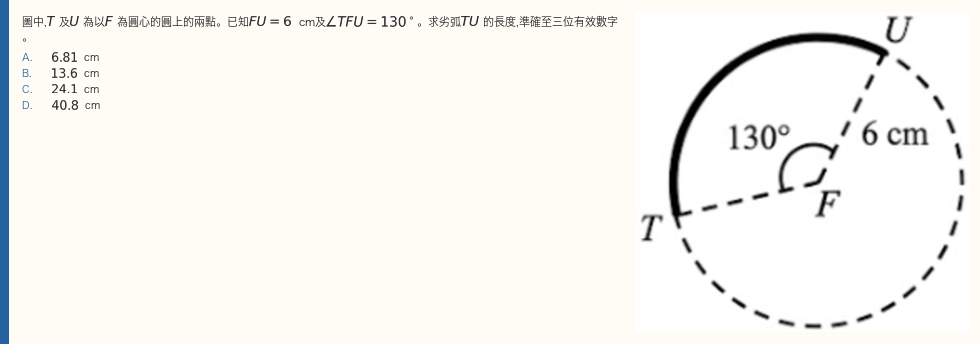 圖中,T 及U 為以F 為圓心的圓上的兩點。已知FU = 6 cm及∠TFU = 130°。求劣弧TU 的長度,準確至三位有效數字
。
A. 6.81 cm
B. 13.6 cm
C. 24.1 cm
D. 40.8 cm
U
130°
6 cm
F
T